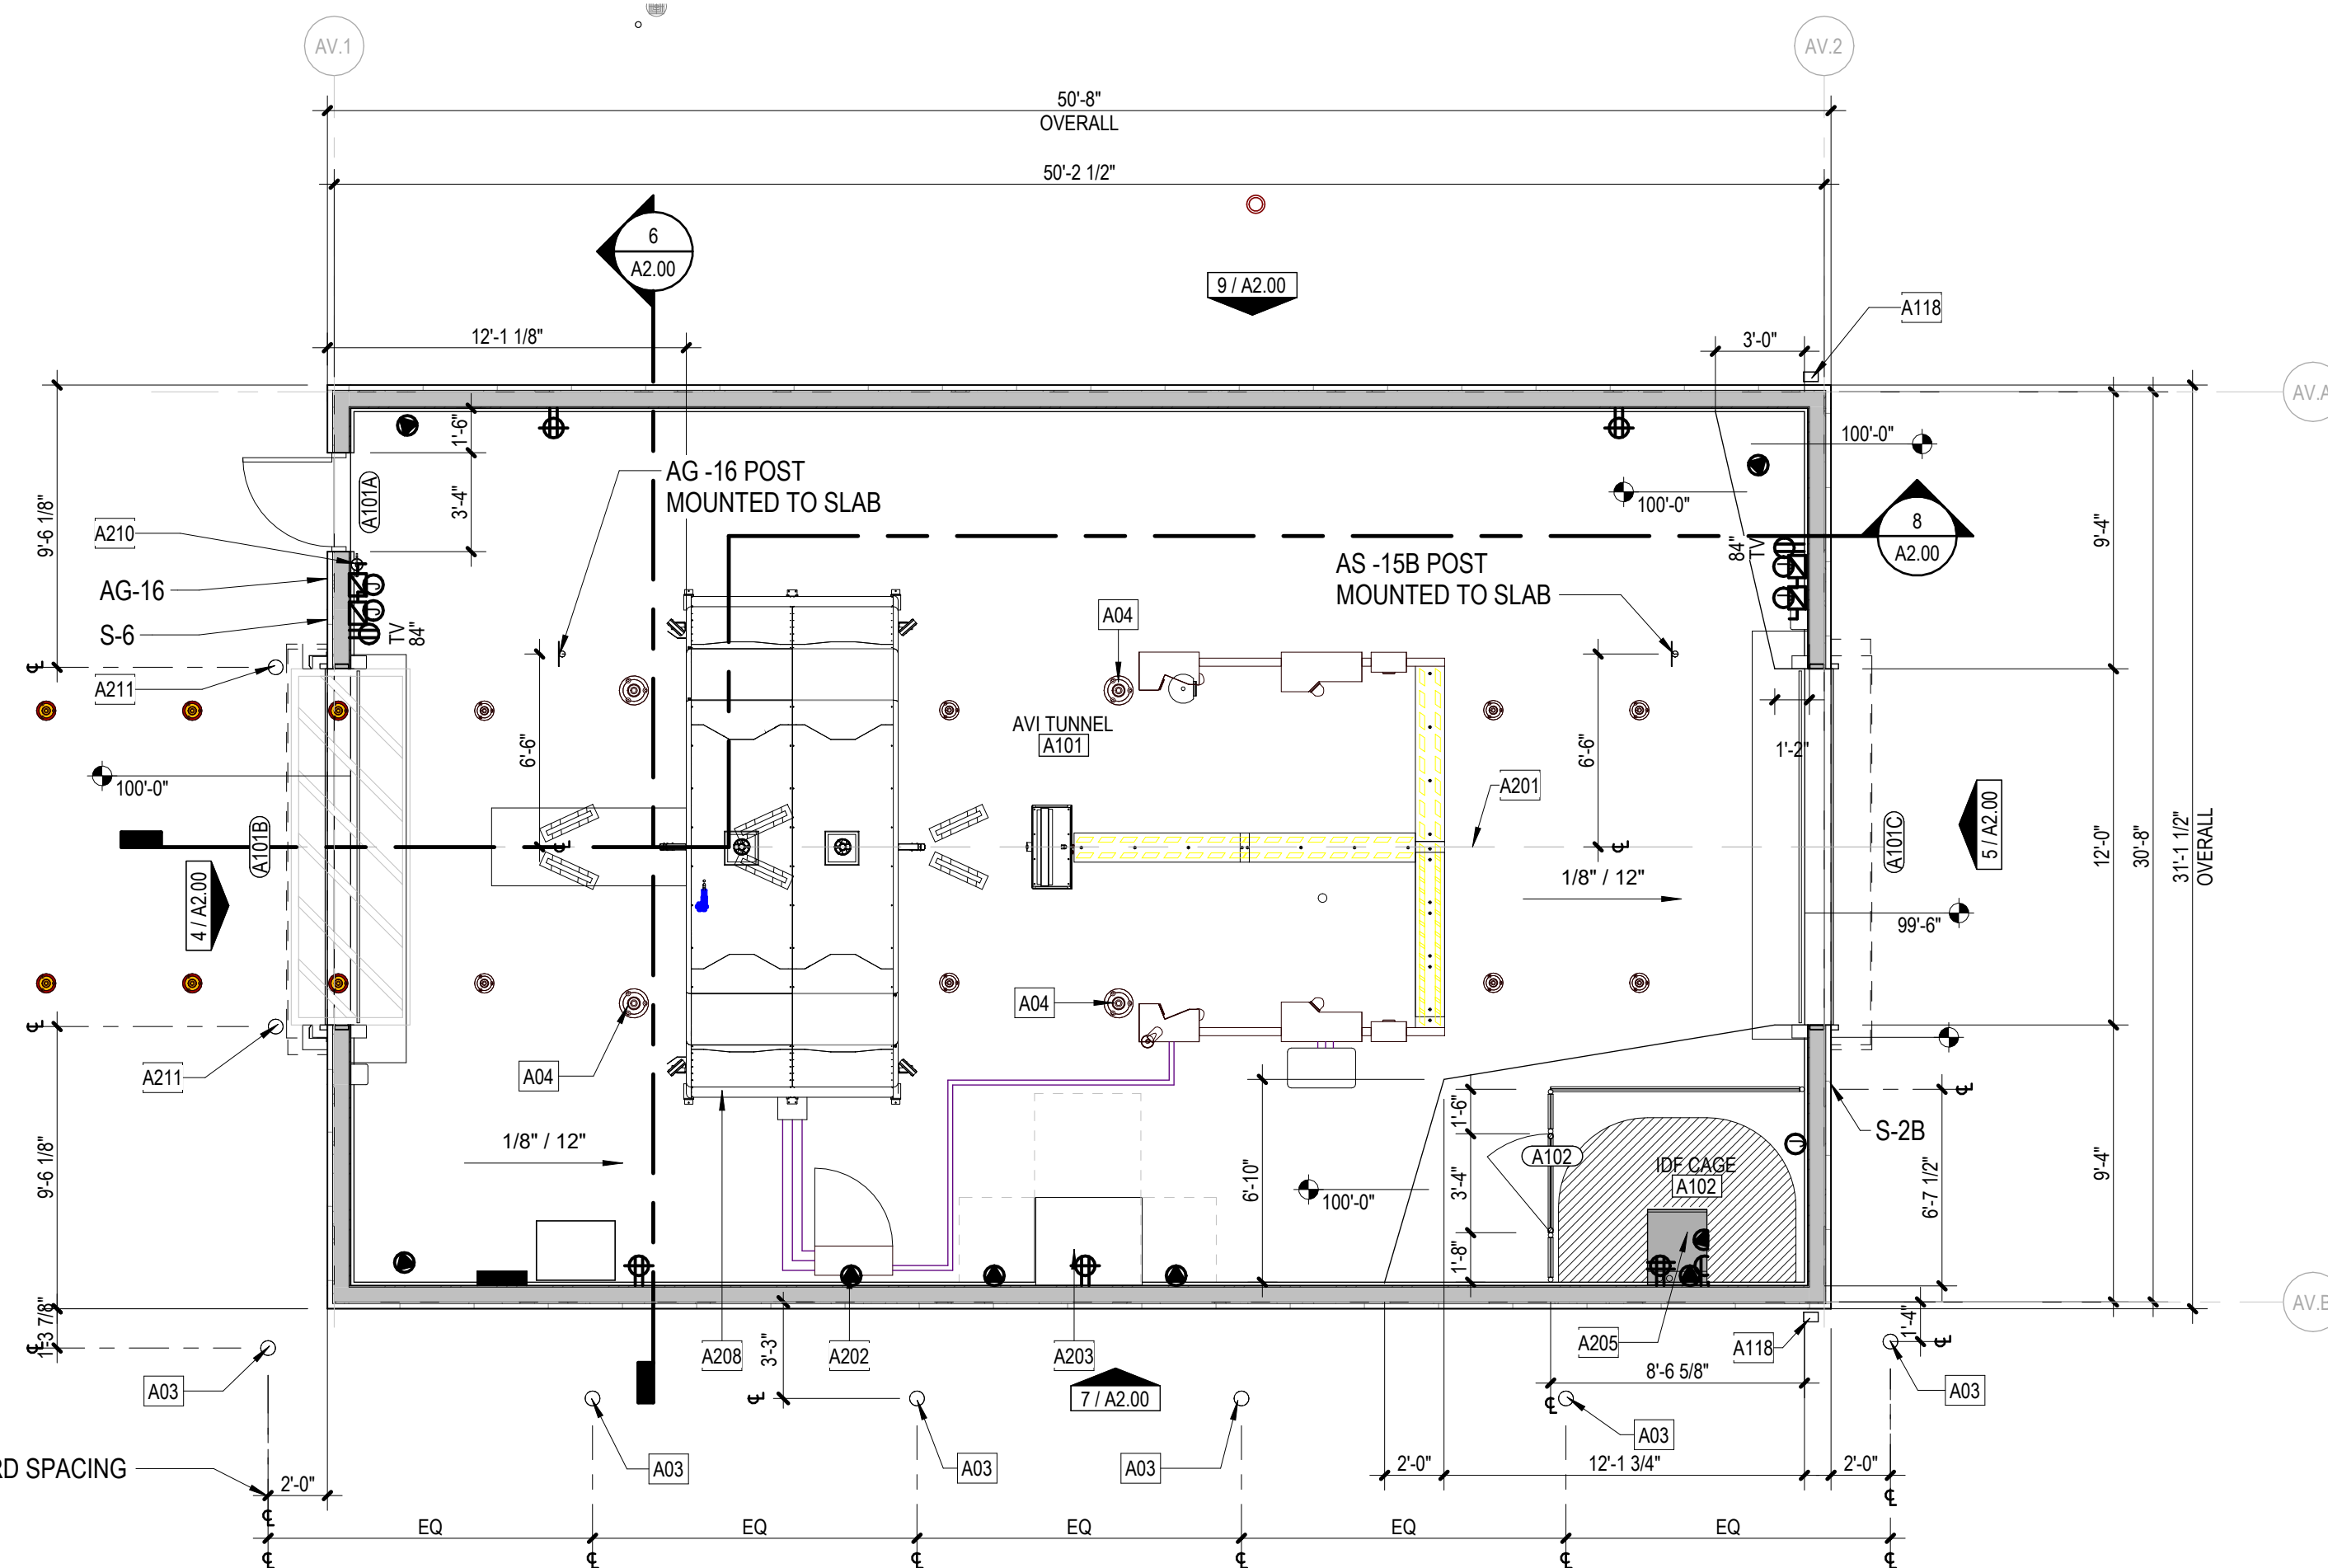 AV.1
AV.2
50'-8"
OVERALL
50'-2 1/2"
6
A2.00
9 / A2.00
A118
12'-1 1/8"
3'-0"
AV.A
1'-6"
100'-0"
AG -16 POST
MOUNTED TO SLAB
A101A
3'-4"
9'-6 1/8"
100'-0"
8
A2.00
A210
9'-4"
84"
TV
AS -15B POST
MOUNTED TO SLAB
AG-16
S-6
TV
84"
A04
A211
AVI TUNNEL
A101
6'-6"
6'-6"
1'-2"
100'-0"
A201
A101B
A101C
5 / A2.00
12'-0"
30'-8"
31'-1 1/2"
OVERALL
1/8" / 12"
4 / A2.00
99'-6"
A04
A211
A04
1'-6"
S-2B
1/8" / 12"
A102
IDF CAGE
A102
6'-10"
3'-4"
100'-0"
6'-7 1/2"
9'-4"
9'-6 1/8"
1'-8"
AV.B
1'-3 7/8"
1'-4"
3'-3"
A208
A202
A203
A205
A118
8'-6 5/8"
A03
7 / A2.00
A03
A03
A03
A03
A03
RD SPACING
2'-0"
2'-0"
12'-1 3/4"
2'-0"
EQ
EQ
EQ
EQ
EQ